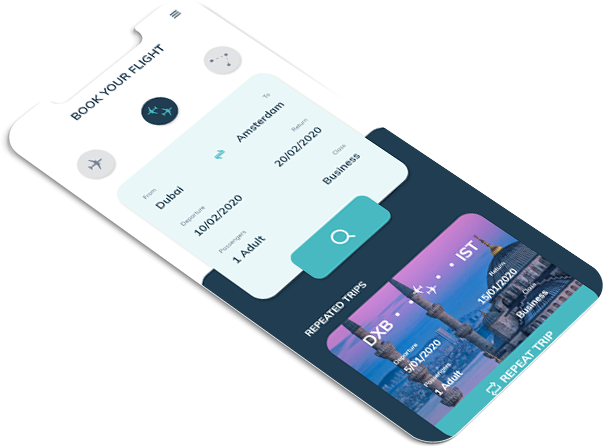 BOOK YOUR FLIGHT
From
Dubai
To
Amsterdam
Departure
10/02/2020
Return
20/02/2020
Passengers
1 Adult
Class
Business
REPEATED TRIPS
DXB
IST
Departure
5/01/2020
Return
15/01/2020
Passengers
1 Adult
Class
Business
REPEAT TRIP